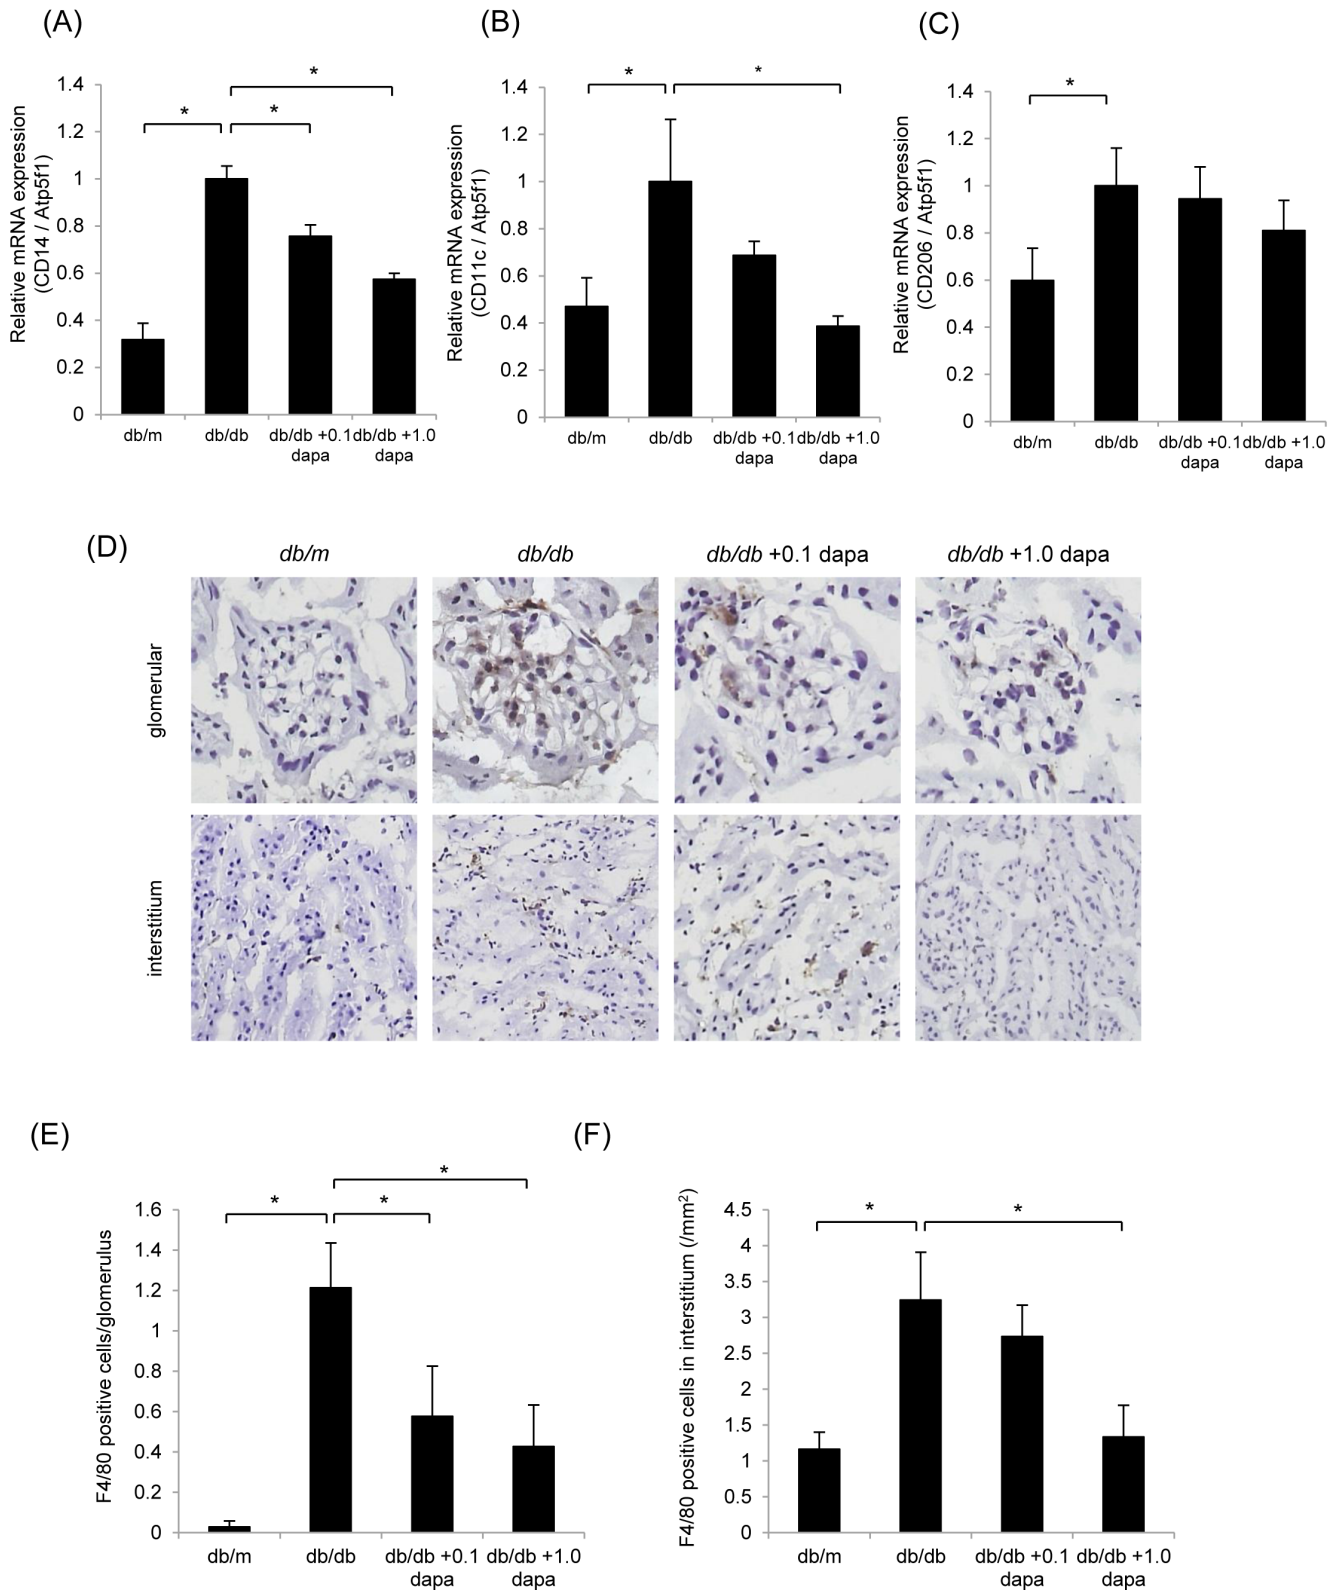 (A)
Relative mRNA expression
(CD14 / Atp5f1)
1.4
1.2
1
0.8
0.6
0.4
0.2
0
*
*
*
db/m
db/db
db/db +0.1
dapa
db/db +1.0
dapa
(B)
Relative mRNA expression
(CD11c / Atp5f1)
1.4
1.2
1
0.8
0.6
0.4
0.2
0
*
*
db/m
db/db
db/db +0.1
dapa
db/db +1.0
dapa
(C)
Relative mRNA expression
(CD206 / Atp5f1)
1.4
1.2
1
0.8
0.6
0.4
0.2
0
*
db/m
db/db
db/db +0.1
dapa
db/db +1.0
dapa
(D)
db/m
db/db
db/db +0.1 dapa
db/db +1.0 dapa
glomerular
interstitium
(E)
F4/80 positive cells/glomerulus
1.6
1.4
1.2
1
0.8
0.6
0.4
0.2
0
*
*
*
db/m
db/db
db/db +0.1
dapa
db/db +1.0
dapa
(F)
F4/80 positive cells in interstitium (/mm²)
4.5
4
3.5
3
2.5
2
1.5
1
0.5
0
*
*
db/m
db/db
db/db +0.1
dapa
db/db +1.0
dapa